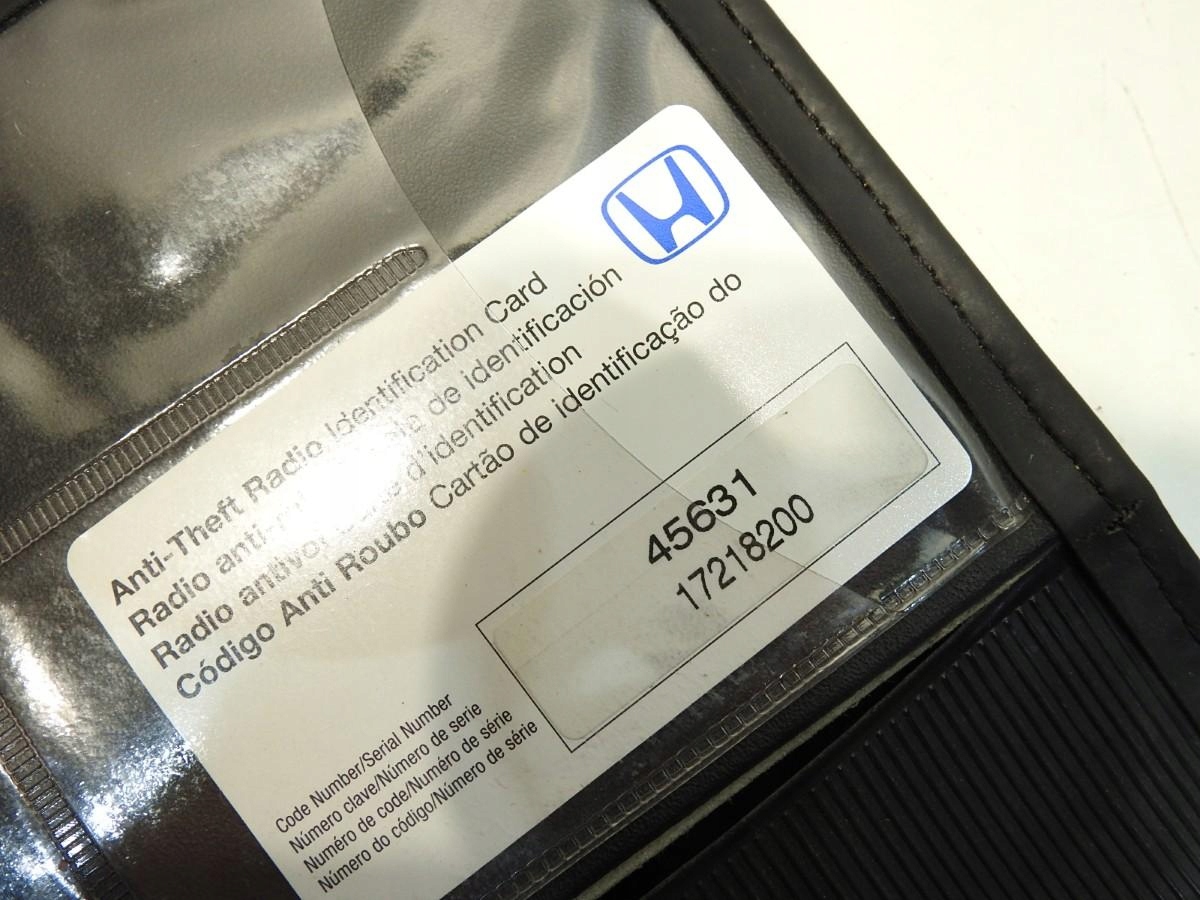 Anti-Theft Radio Identification Card
Radio de identificación
Radio d'identification
Código Anti Roubo Cartão de identificação do
45631
17218200
Code Number/Serial Number
Número clave/Número de serie
Numéro de code/Numéro de série
Número do código/Número de série